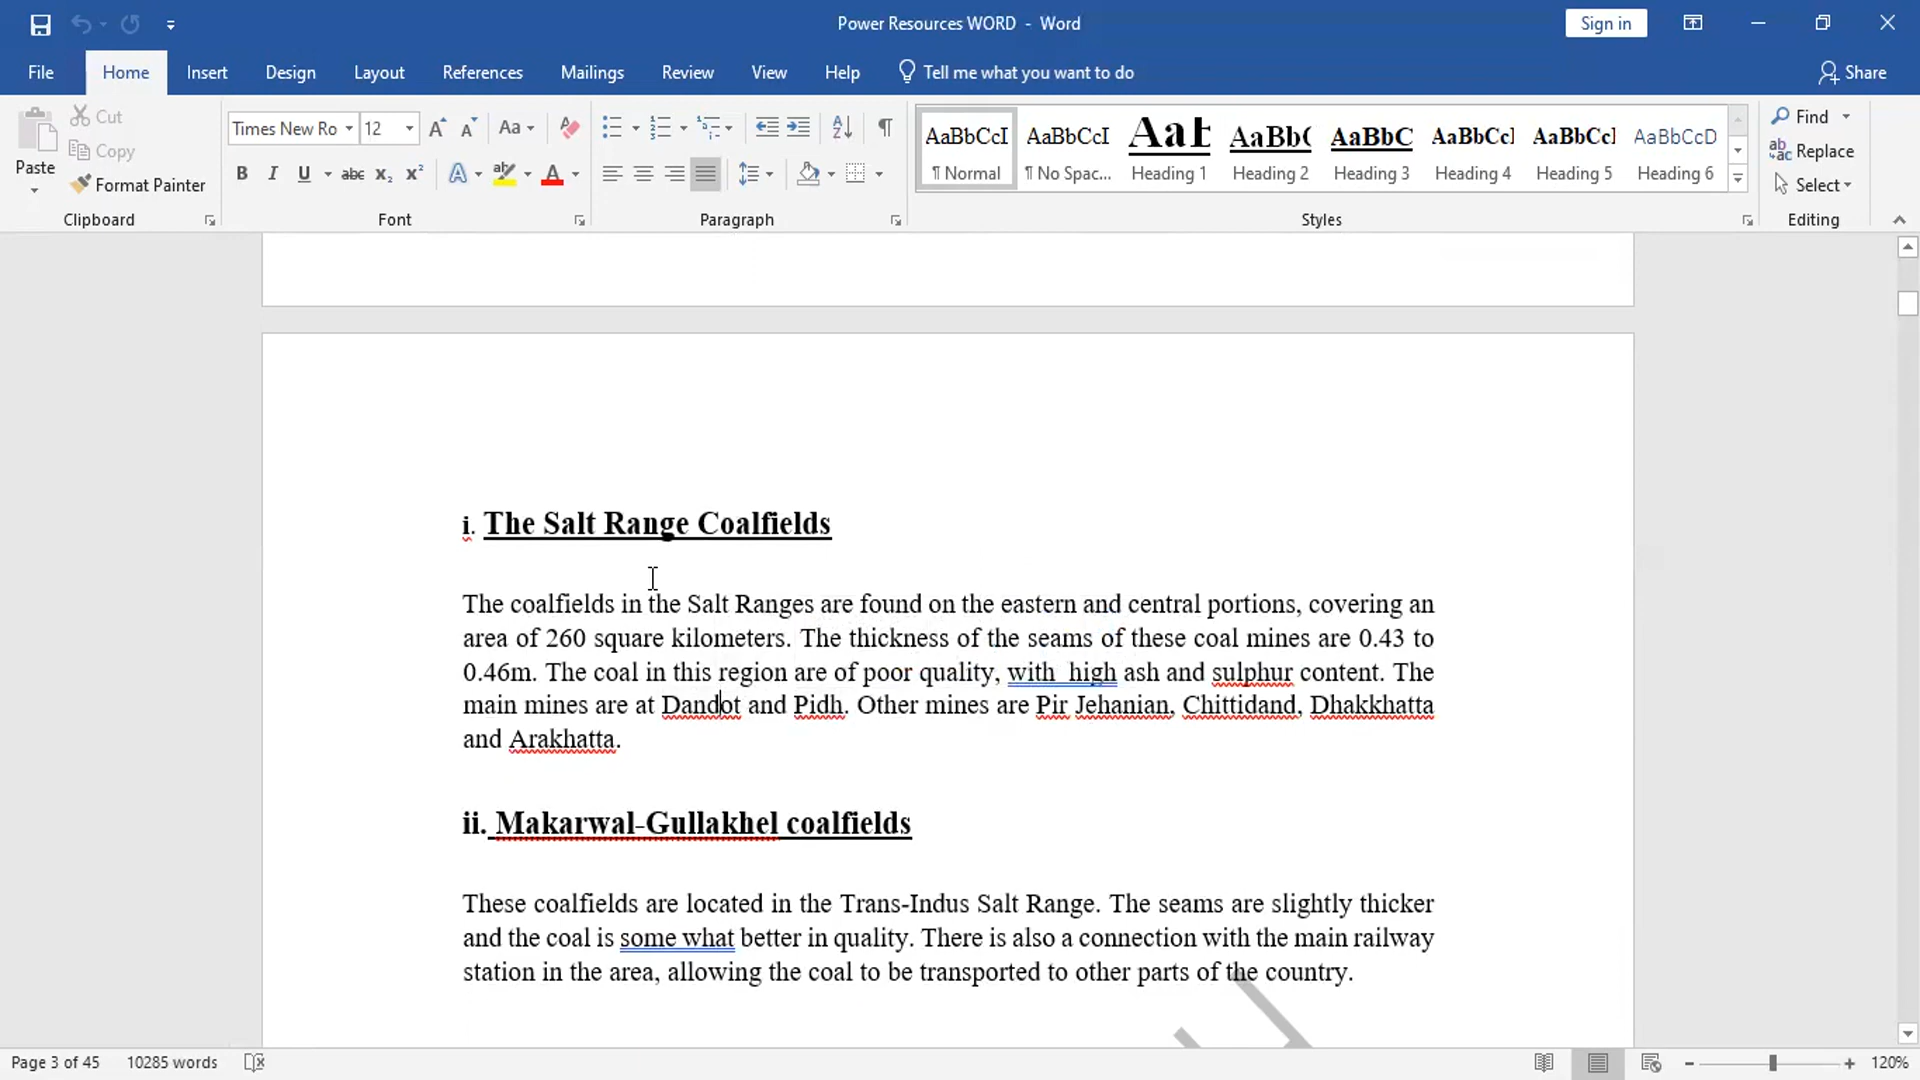 Power Resources WORD - Word
Sign in
File Home Insert Design Layout References Mailings Review View Help Tell me what you want to do Share
Paste
Cut
Copy
Format Painter
Clipboard
Times New Ro 12 Aa
B I U abc x₂ x² A ab A
Font
Paragraph
AaBbCcI AaBbCcI AaB AaBb( AaBbC AaBbCcl AaBbCcl AaBbCcD
¶ Normal ¶ No Spac... Heading 1 Heading 2 Heading 3 Heading 4 Heading 5 Heading 6
Styles
Find
Replace
Select
Editing
i. The Salt Range Coalfields
The coalfields in the Salt Ranges are found on the eastern and central portions, covering an
area of 260 square kilometers. The thickness of the seams of these coal mines are 0.43 to
0.46m. The coal in this region are of poor quality, with  high ash and sulphur content. The
main mines are at Dandot and Pidh. Other mines are Pir Jehanian, Chittidand, Dhakkhatta
and Arakhatta.
ii. Makarwal-Gullakhel coalfields
These coalfields are located in the Trans-Indus Salt Range. The seams are slightly thicker
and the coal is some what better in quality. There is also a connection with the main railway
station in the area, allowing the coal to be transported to other parts of the country.
Page 3 of 45 10285 words 120%